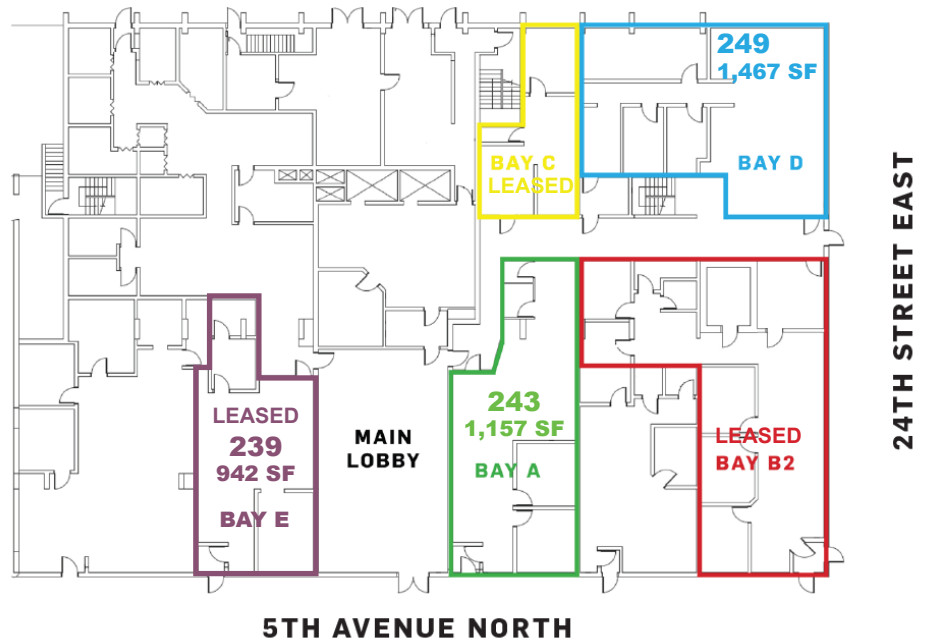 249
1,467 SF
BAY C
LEASED
BAY D
24TH STREET EAST
LEASED
239
942 SF
BAY E
MAIN
LOBBY
243
1,157 SF
BAY A
LEASED
BAY B2
5TH AVENUE NORTH